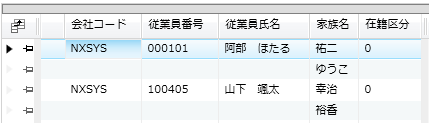 会社コード 従業員番号 従業員氏名 家族名 在籍区分
NXSYS 000101 阿部　ほたる 祐二 0
ゆうこ
NXSYS 100405 山下　颯太 幸治 0
裕香